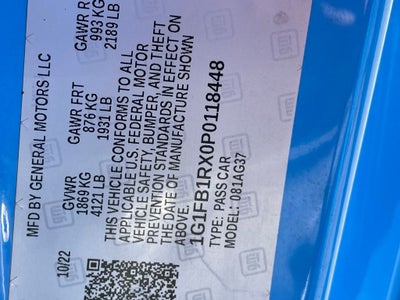 MFD BY GENERAL MOTORS LLC
10/22
GVWR
1869 KG
4121 LB
GAWR FRT
876 KG
1931 LB
GAWR R
993 KG
2189 LB
THIS VEHICLE CONFORMS TO ALL
APPLICABLE U.S. FEDERAL MOTOR
VEHICLE SAFETY, BUMPER, AND THEFT
PREVENTION STANDARDS IN EFFECT ON
THE DATE OF MANUFACTURE SHOWN
ABOVE.
1G1FB1RX0P0118448
TYPE: PASS CAR
MODEL: 081AG37
gm